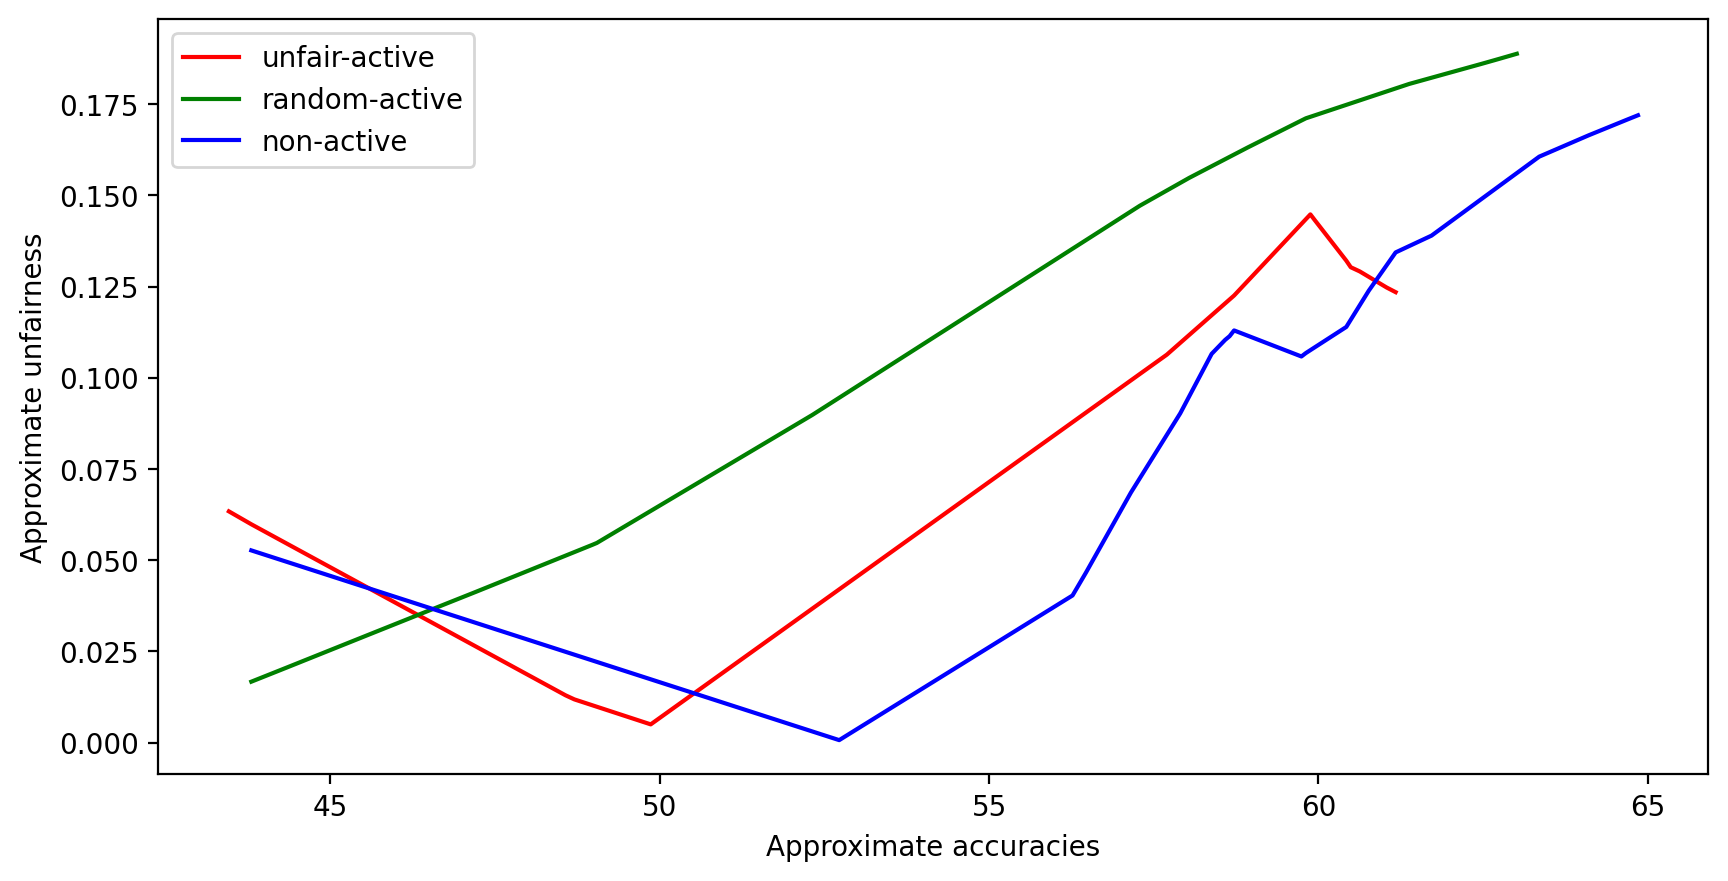 unfair-active
random-active
non-active
Approximate unfairness
0.175
0.150
0.125
0.100
0.075
0.050
0.025
0.000
45 50 55 60 65
Approximate accuracies